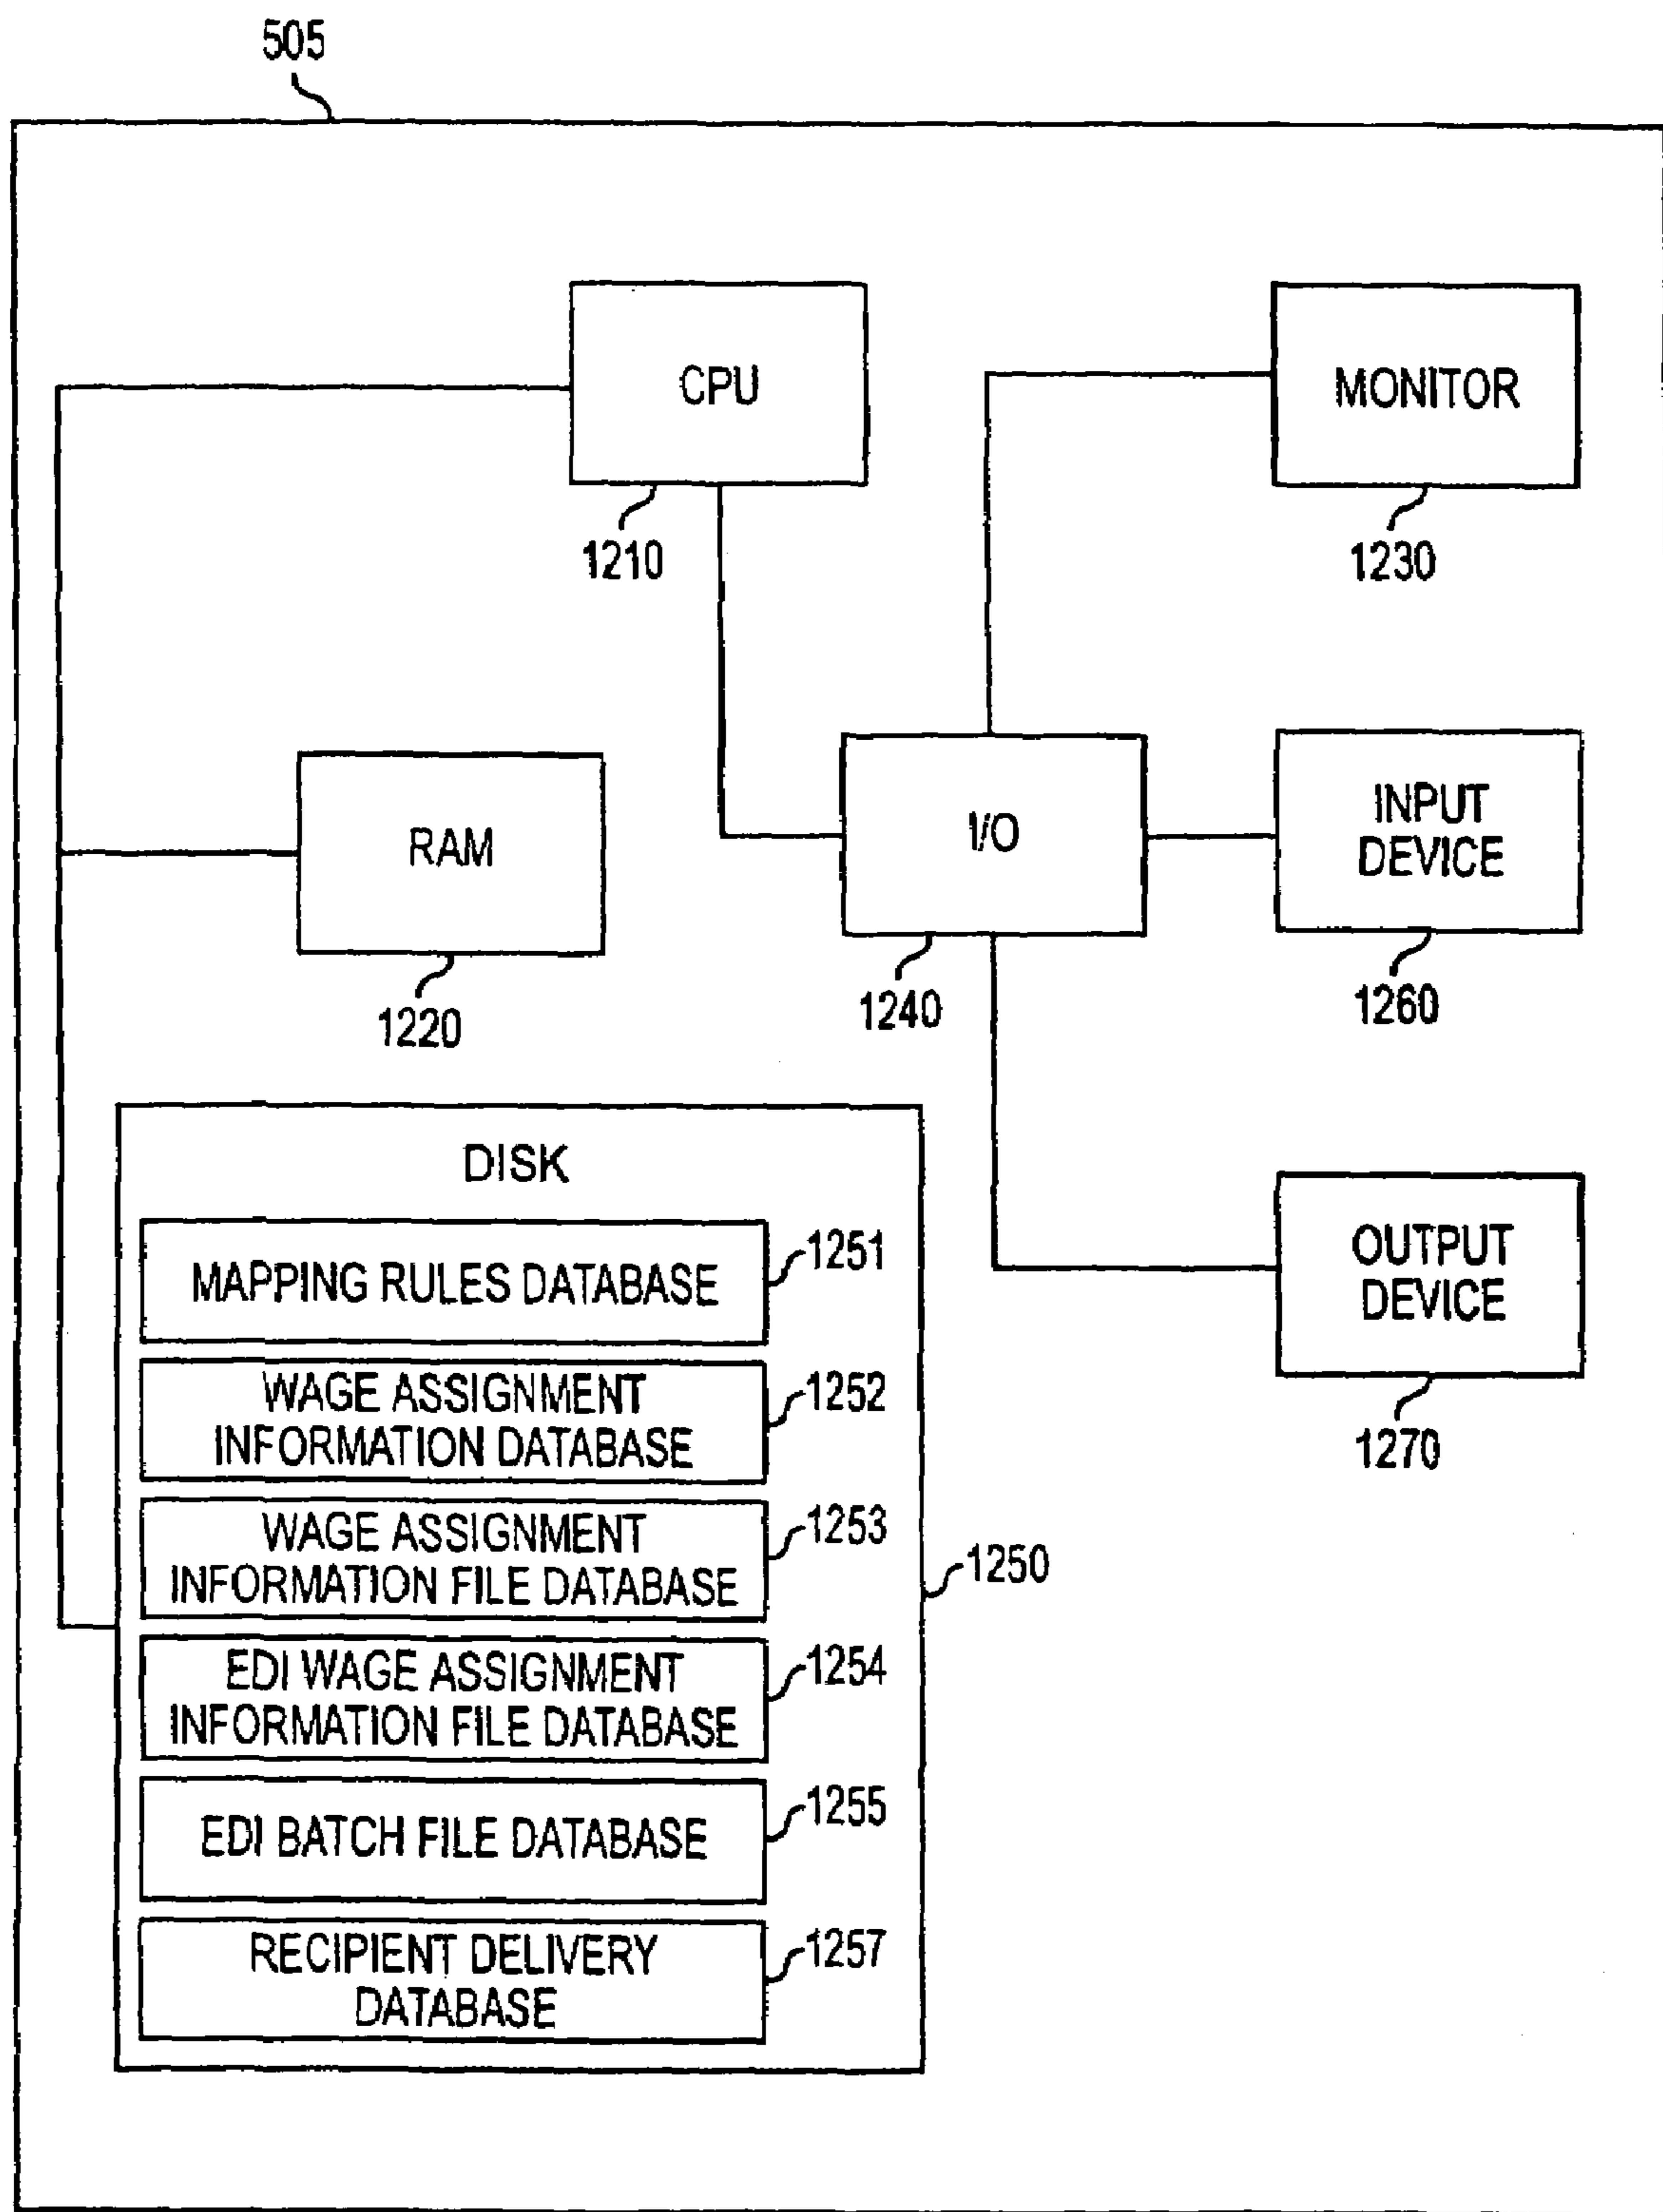 505
CPU
1210
MONITOR
1230
RAM
1220
I/O
1240
INPUT
DEVICE
1260
OUTPUT
DEVICE
1270
DISK
1250
MAPPING RULES DATABASE
1251
WAGE ASSIGNMENT
INFORMATION DATABASE
1252
WAGE ASSIGNMENT
INFORMATION FILE DATABASE
1253
EDI WAGE ASSIGNMENT
INFORMATION FILE DATABASE
1254
EDI BATCH FILE DATABASE
1255
RECIPIENT DELIVERY
DATABASE
1257